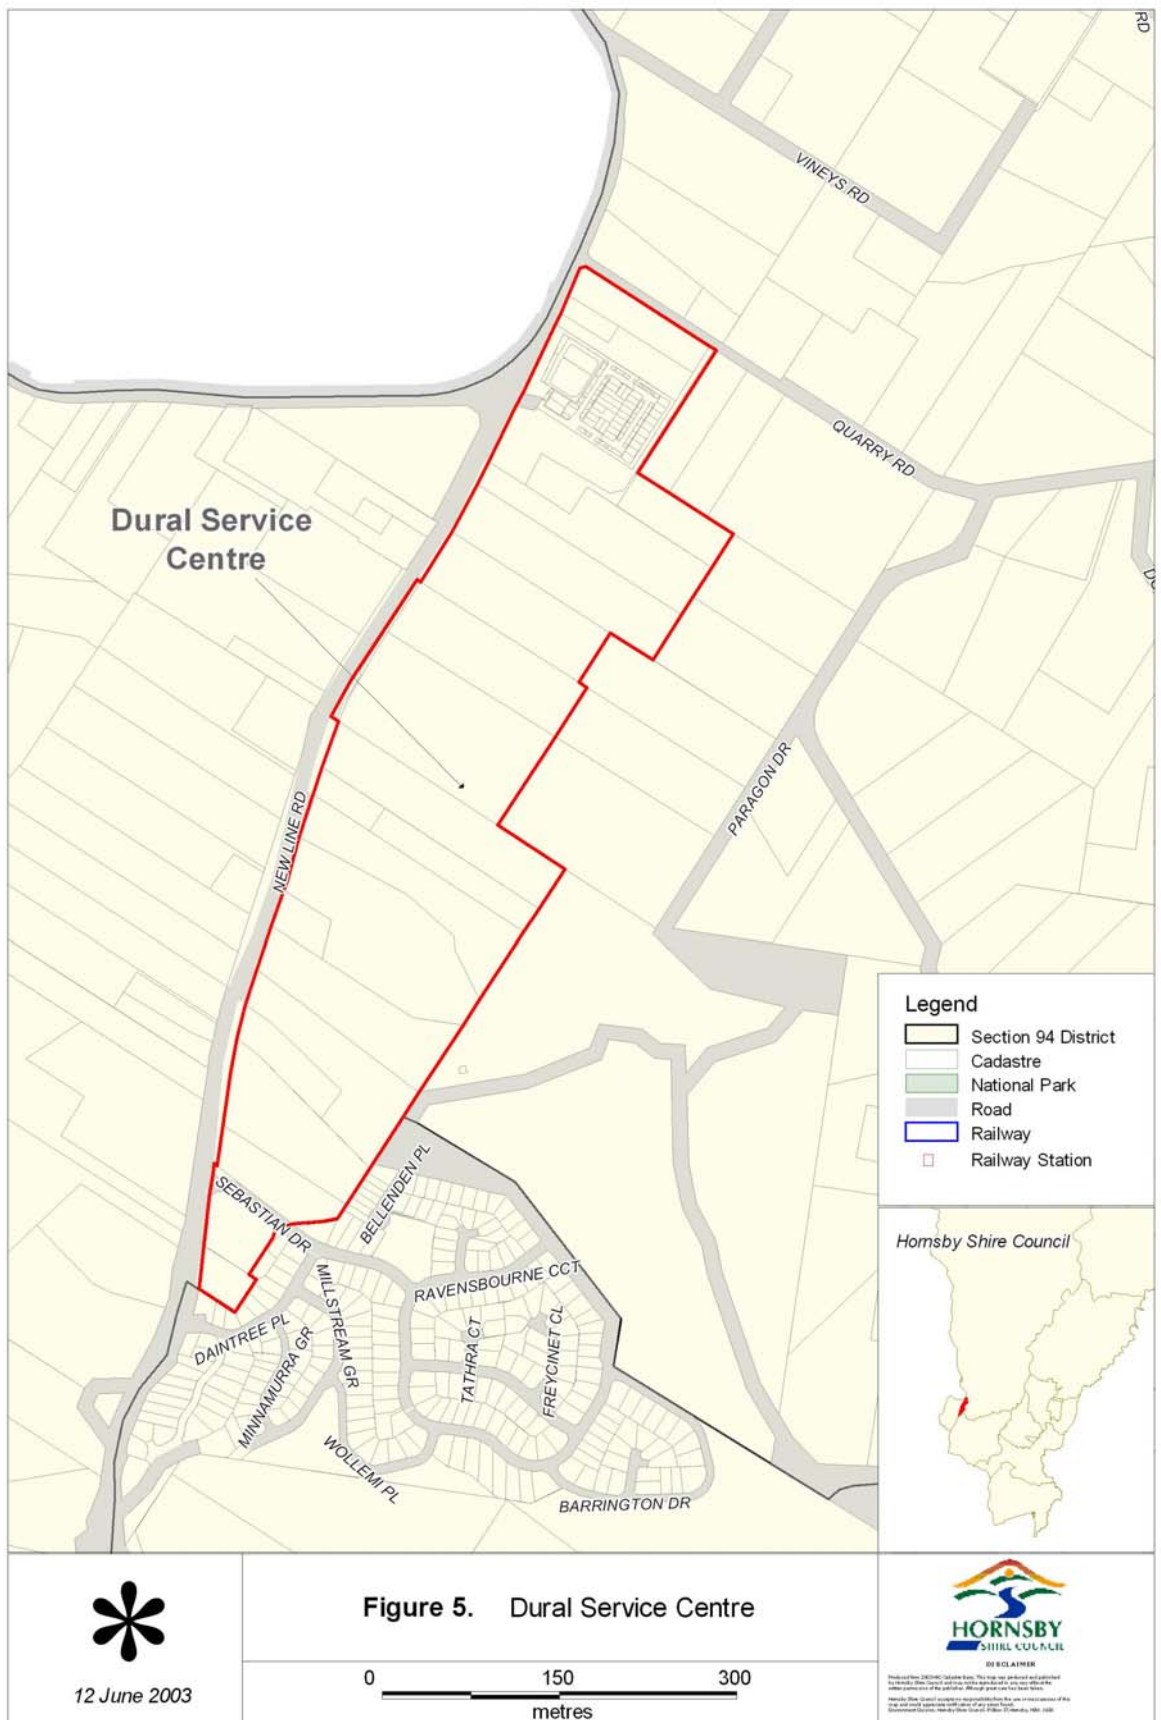 RD
VINEYS RD
QUARRY RD
Dural Service
Centre
PARAGON DR
NEW LINE RD
Legend
Section 94 District
Cadastre
National Park
Road
Railway
Railway Station
SEBASTIAN DR
BELLENDEN PL
Hornsby Shire Council
RAVENSBOURNE CCT
MILLSTREAM GR
DAINTREE PL
MINNAMURRA GR
TATHRA CT
FREYCINET CL
WOLLEMI PL
BARRINGTON DR
12 June 2003
Figure 5. Dural Service Centre
0 150 300
metres
HORNSBY
SHIRE COUNCIL
DISCLAIMER